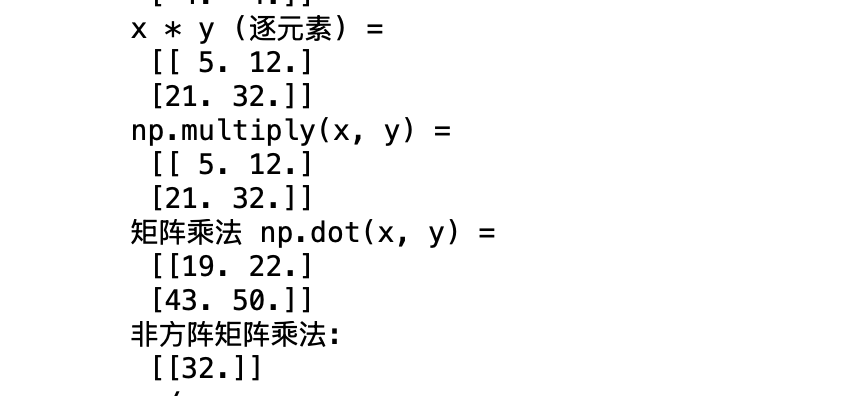 x * y (逐元素) =
[[ 5. 12.]
[21. 32.]]
np.multiply(x, y) =
[[ 5. 12.]
[21. 32.]]
矩阵乘法 np.dot(x, y) =
[[19. 22.]
[43. 50.]]
非方阵矩阵乘法:
[[32.]]